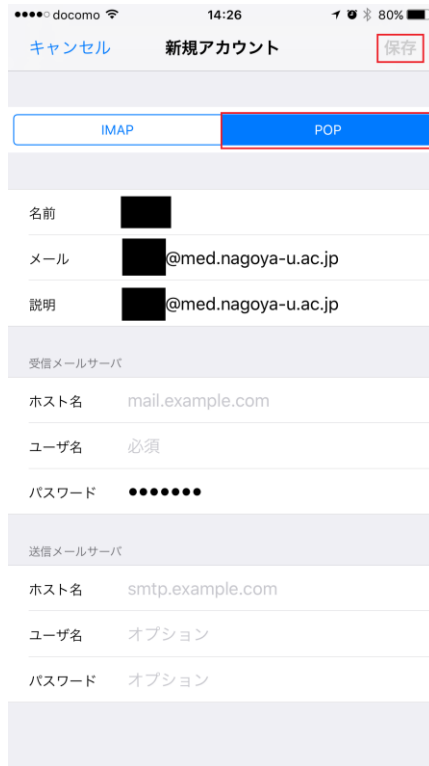 docomo 14:26 80%
キャンセル 新規アカウント 保存
IMAP POP
名前
メール @med.nagoya-u.ac.jp
説明 @med.nagoya-u.ac.jp
受信メールサーバ
ホスト名 mail.example.com
ユーザ名 必須
パスワード ●●●●●●●
送信メールサーバ
ホスト名 smtp.example.com
ユーザ名 オプション
パスワード オプション